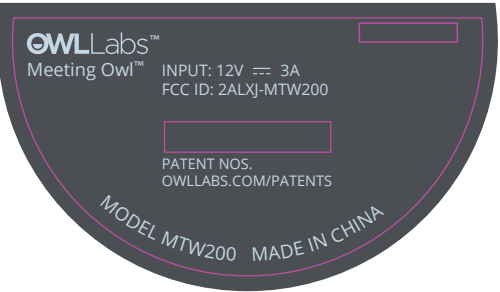 OWLLabs™
Meeting Owl™
INPUT: 12V ⎓ 3A
FCC ID: 2ALXJ-MTW200
PATENT NOS.
OWLLABS.COM/PATENTS
MODEL MTW200 MADE IN CHINA